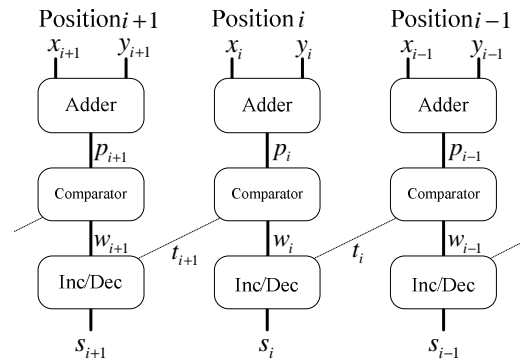 Position i+1 Position i Position i−1
x_{i+1} y_{i+1} x_i y_i x_{i-1} y_{i-1}
Adder Adder Adder
p_{i+1} p_i p_{i-1}
Comparator Comparator Comparator
w_{i+1} t_{i+1} w_i t_i w_{i-1}
Inc/Dec Inc/Dec Inc/Dec
s_{i+1} s_i s_{i-1}